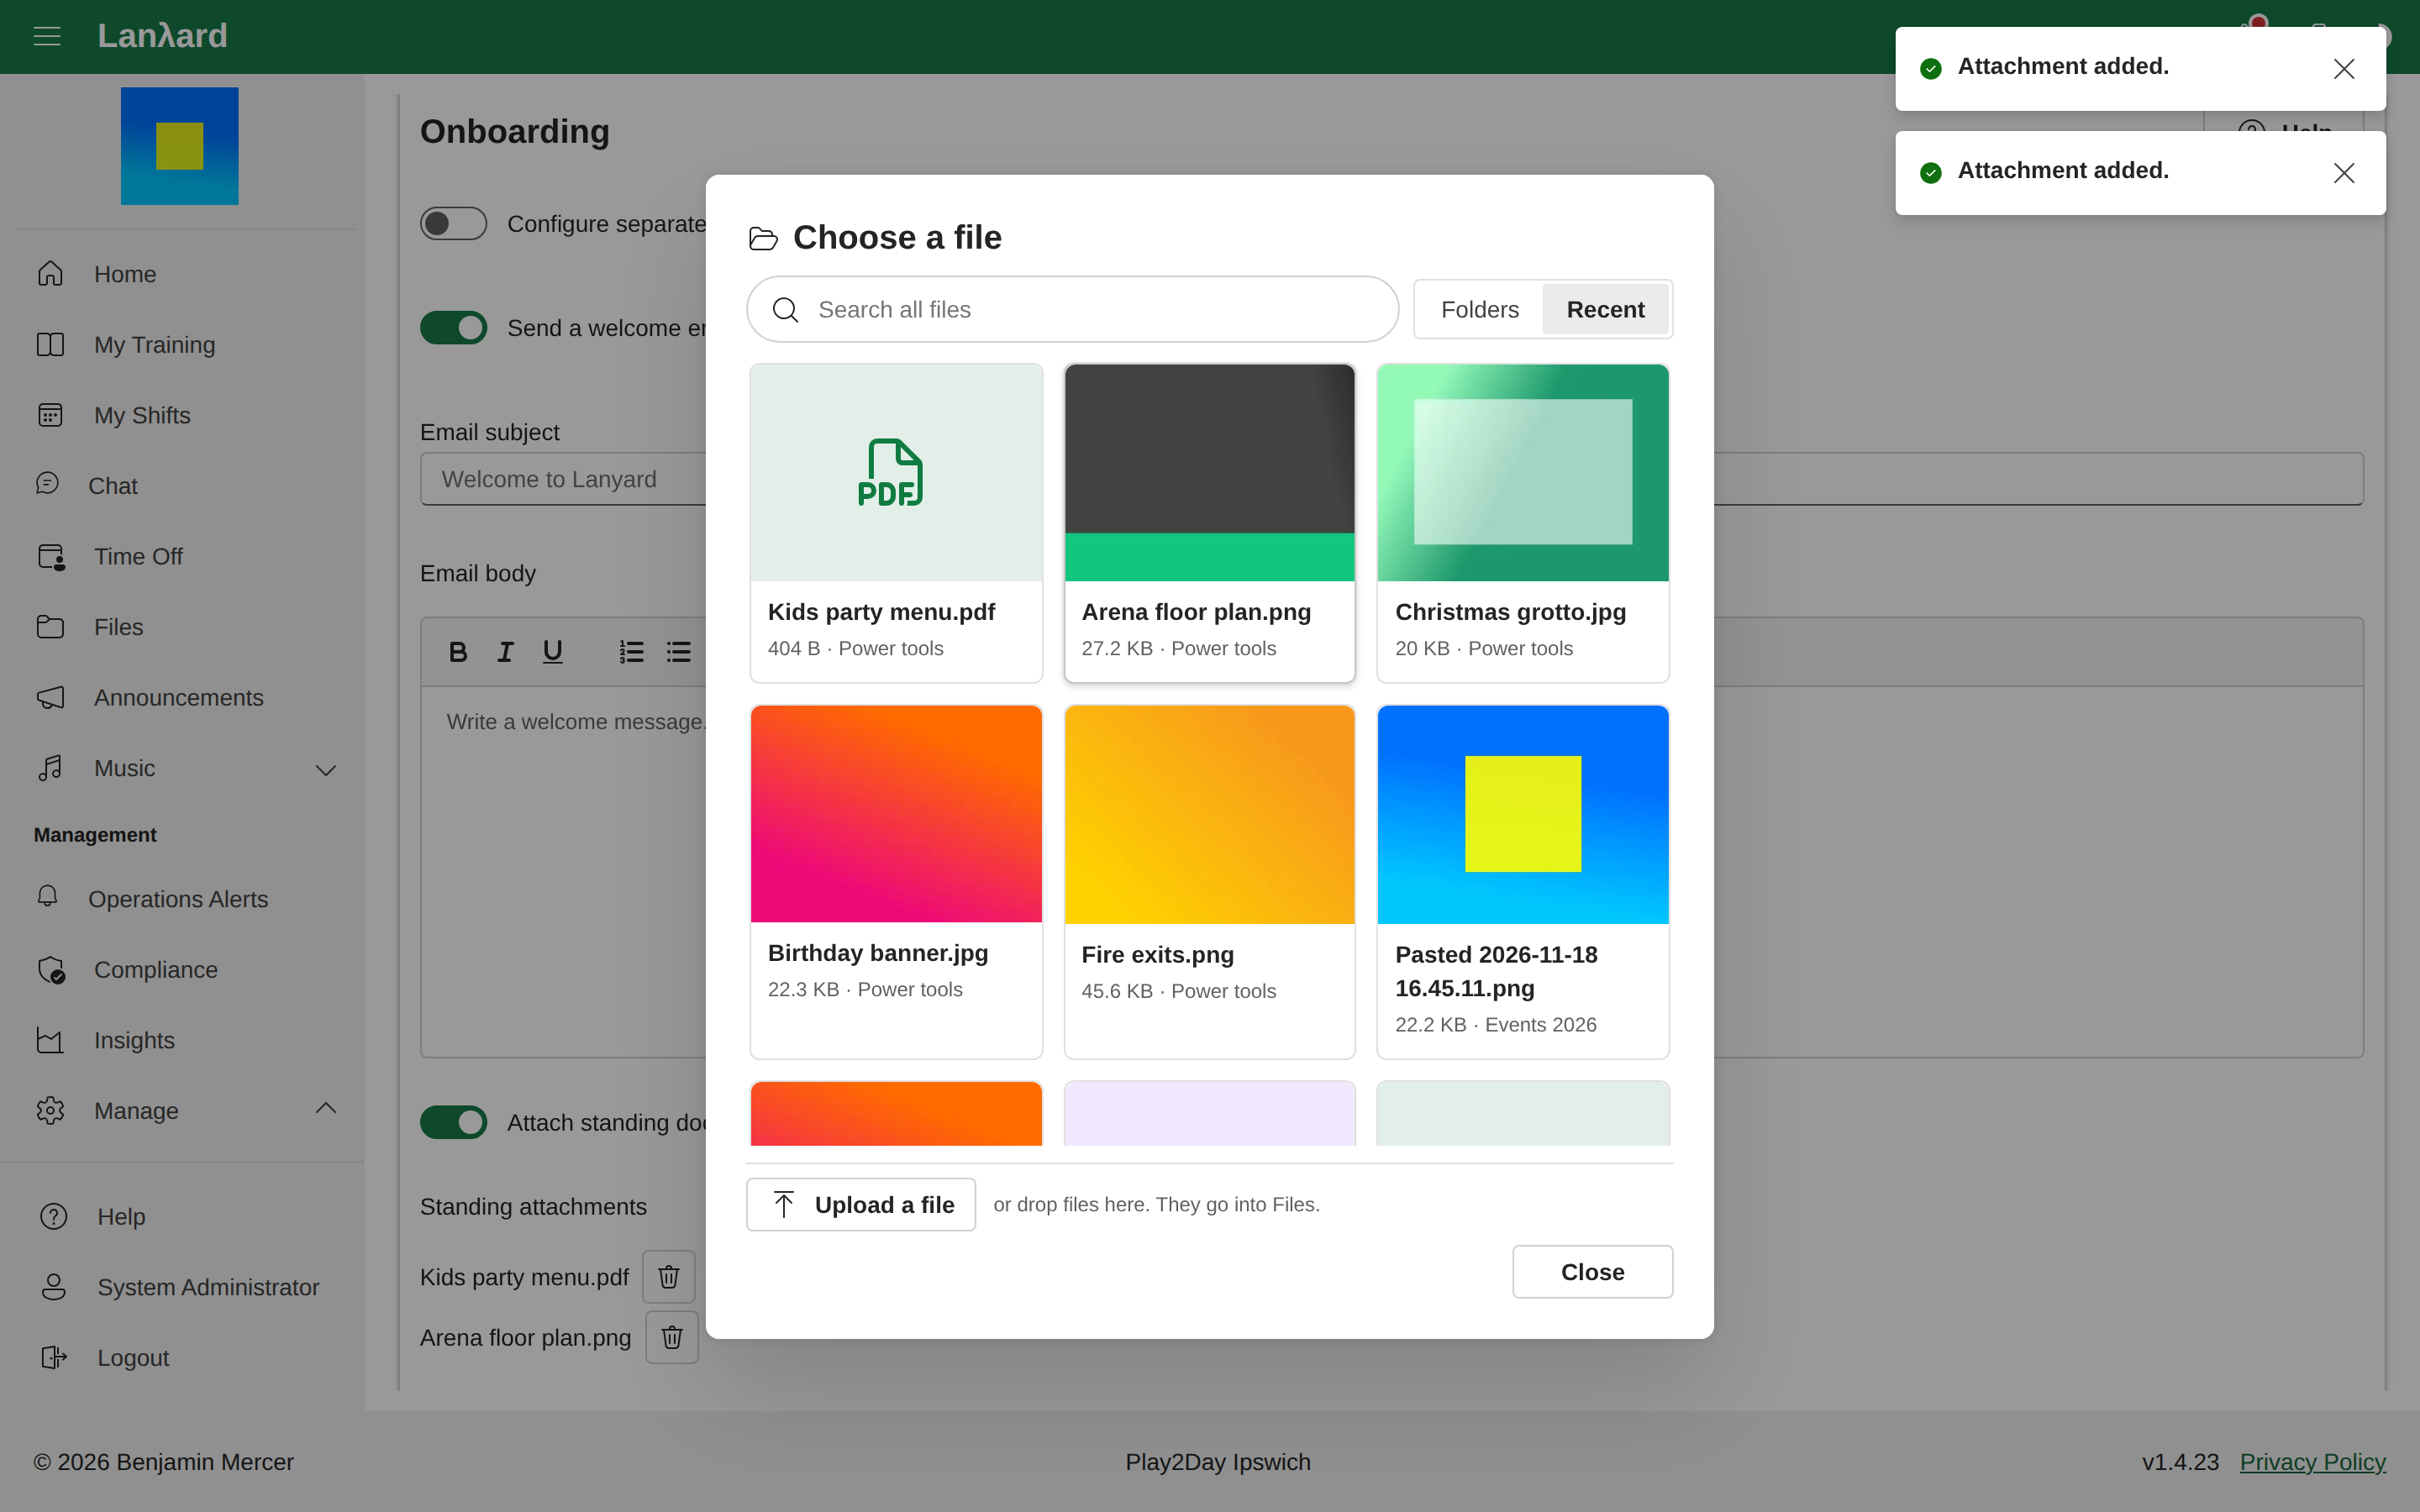 Lanλard
Attachment added.
Attachment added.
Onboarding
Configure separate
Send a welcome
Email subject
Welcome to Lanyard
Email body
Write a welcome message.
Attach standing
Standing attachments
Kids party menu.pdf
Arena floor plan.png
Home
My Training
My Shifts
Chat
Time Off
Files
Announcements
Music
Management
Operations Alerts
Compliance
Insights
Manage
Help
System Administrator
Logout
Choose a file
Search all files
Folders
Recent
PDF
Kids party menu.pdf
404 B · Power tools
Arena floor plan.png
27.2 KB · Power tools
Christmas grotto.jpg
20 KB · Power tools
Birthday banner.jpg
22.3 KB · Power tools
Fire exits.png
45.6 KB · Power tools
Pasted 2026-11-18
16.45.11.png
22.2 KB · Events 2026
Upload a file
or drop files here. They go into Files.
Close
© 2026 Benjamin Mercer
Play2Day Ipswich
v1.4.23
Privacy Policy